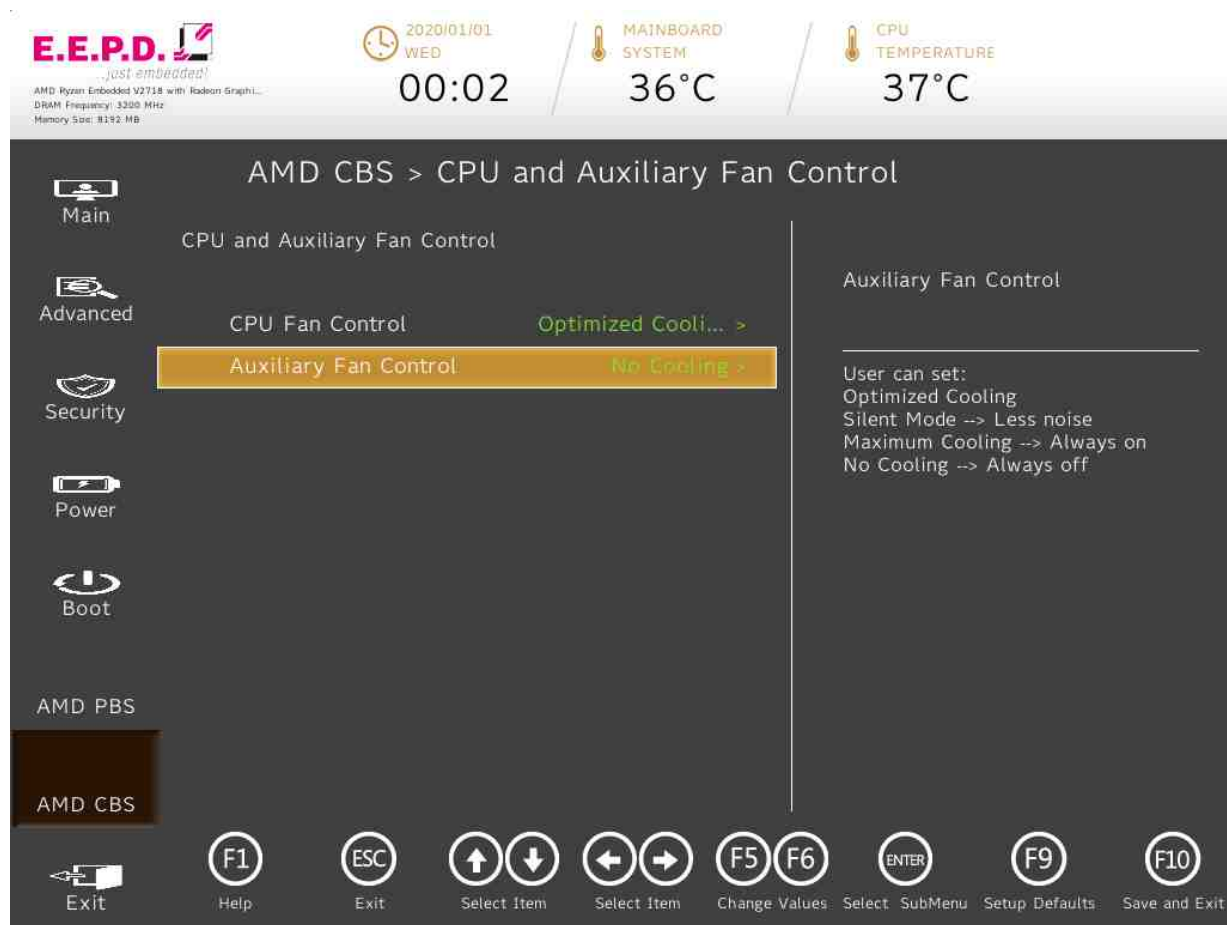 E.E.P.D.
...just embedded!
AMD Ryzen Embedded V2718 with Radeon Graphi...
DRAM Frequency: 3200 MHz
Memory Size: 8192 MB
2020/01/01
WED
00:02
MAINBOARD
SYSTEM
36°C
CPU
TEMPERATURE
37°C
AMD CBS > CPU and Auxiliary Fan Control
Main
Advanced
Security
Power
Boot
AMD PBS
AMD CBS
Exit
CPU and Auxiliary Fan Control
CPU Fan Control Optimized Cooli... >
Auxiliary Fan Control No Cooling >
Auxiliary Fan Control
User can set:
Optimized Cooling
Silent Mode --> Less noise
Maximum Cooling --> Always on
No Cooling --> Always off
F1 Help
ESC Exit
Select Item
Select Item
F5 F6 Change Values
ENTER Select SubMenu
F9 Setup Defaults
F10 Save and Exit